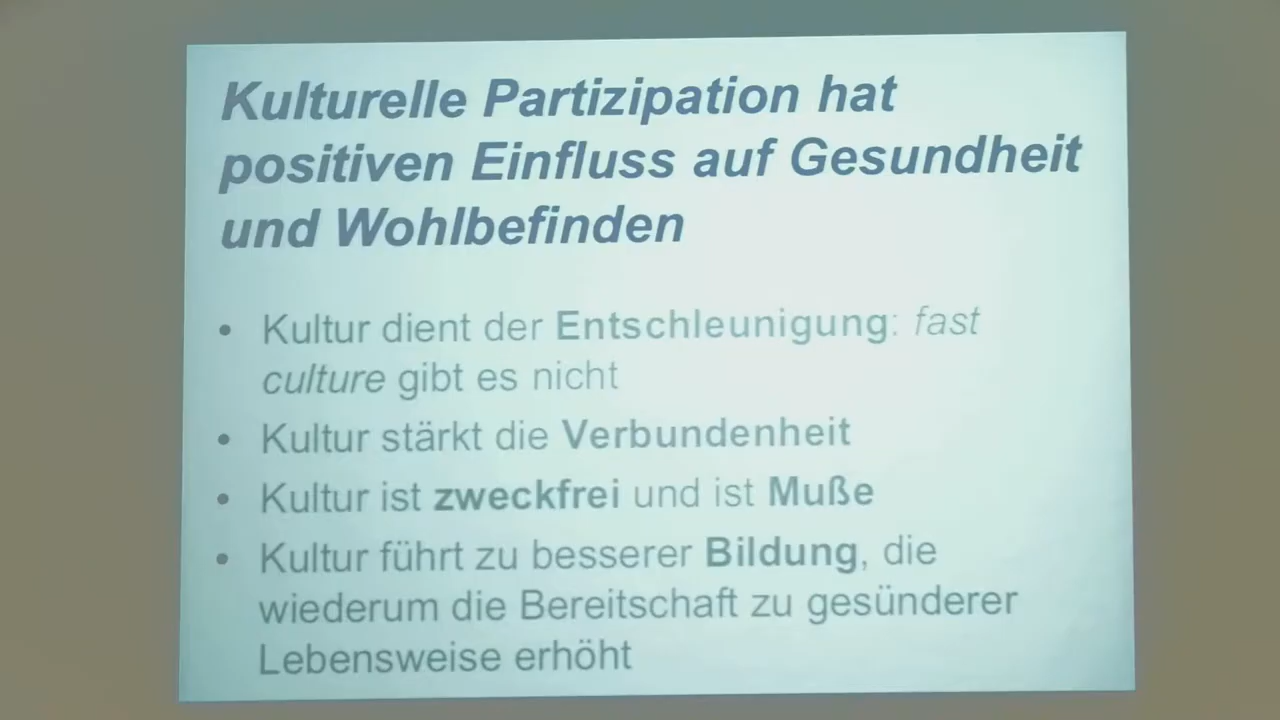 Kulturelle Partizipation hat
positiven Einfluss auf Gesundheit
und Wohlbefinden
• Kultur dient der Entschleunigung: fast
culture gibt es nicht
• Kultur stärkt die Verbundenheit
• Kultur ist zweckfrei und ist Muße
• Kultur führt zu besserer Bildung, die
wiederum die Bereitschaft zu gesünderer
Lebensweise erhöht